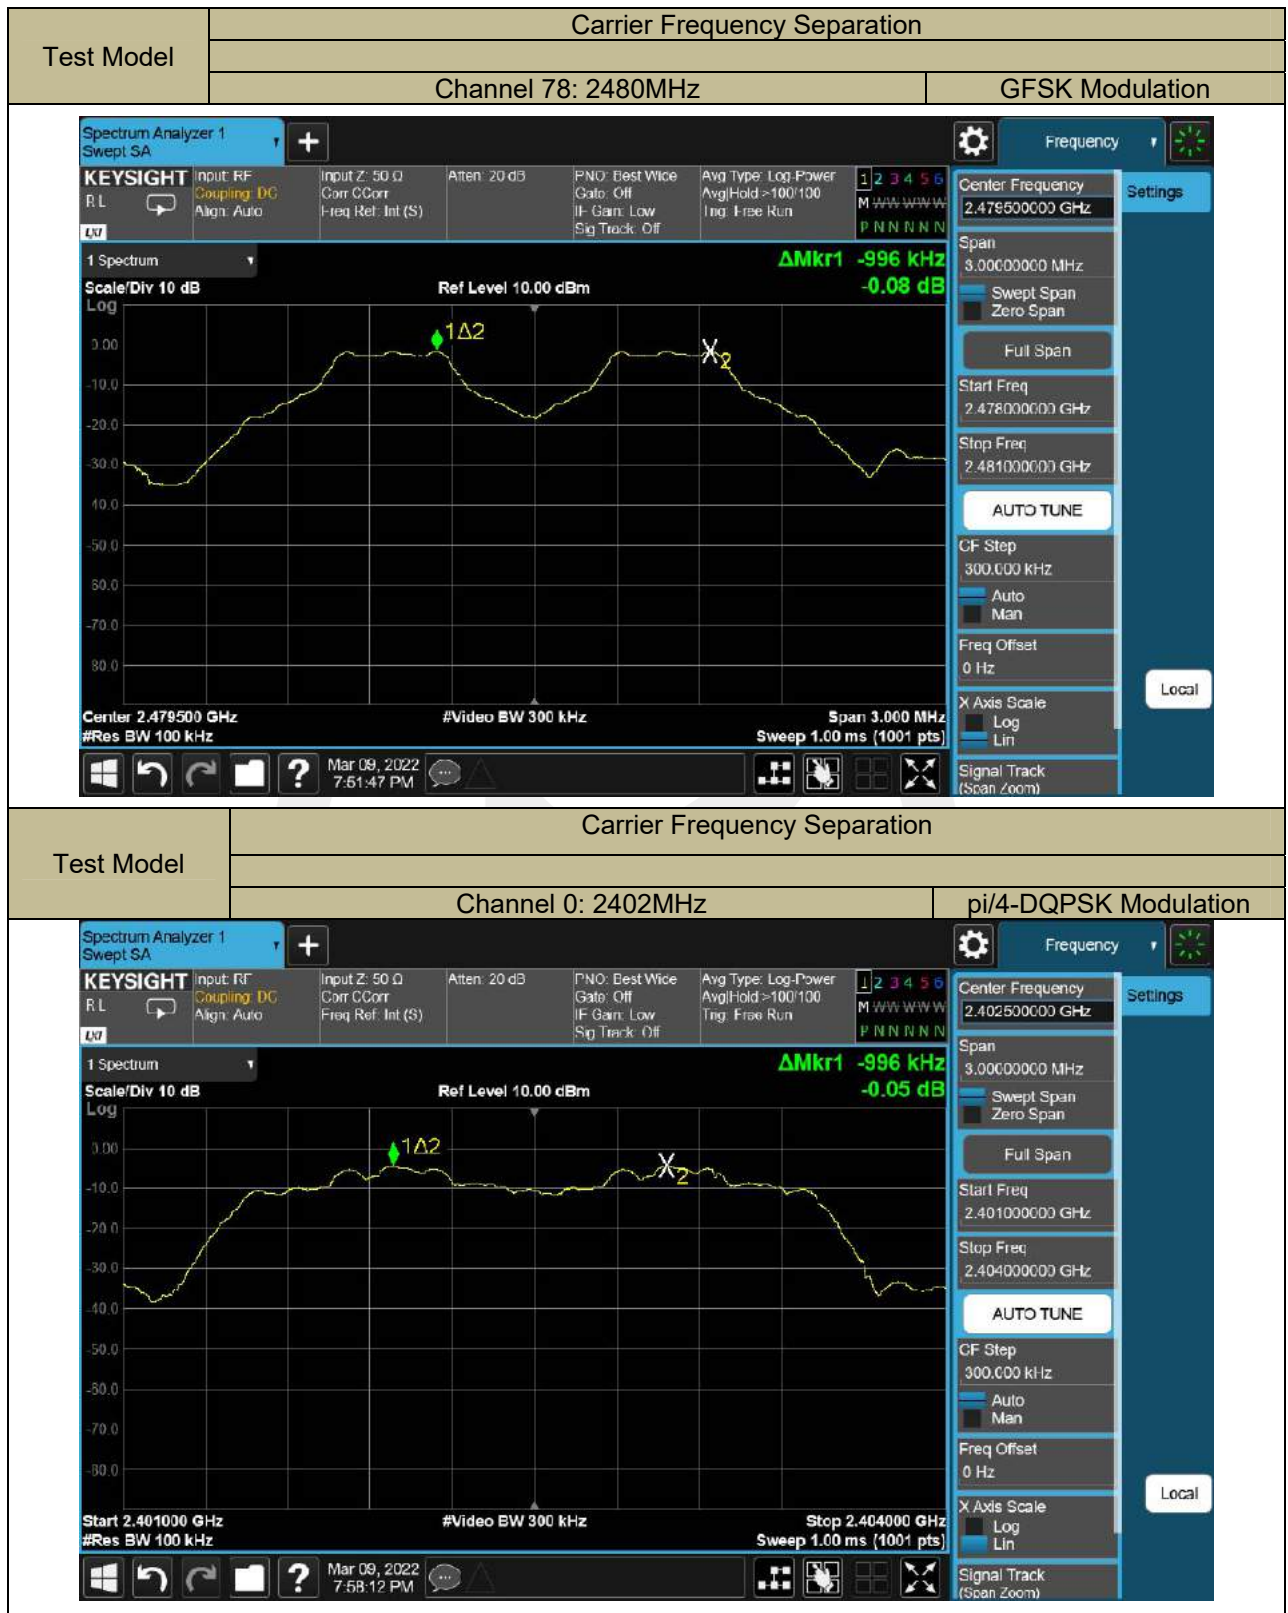 Test Model
Carrier Frequency Separation
Channel 78: 2480MHz
GFSK Modulation
Spectrum Analyzer 1
Swept SA
Frequency
KEYSIGHT
RL
LXI
Input: RF
Coupling: DC
Align: Auto
Input Z: 50 Ω
Corr CCorr
Freq Ref: Int (S)
Atten: 20 dB
PNO: Best Wide
Gate: Off
IF Gain: Low
Sig Track: Off
Avg Type: Log-Power
Avg|Hold:>100/100
Trig: Free Run
1 2 3 4 5 6
M W W W W W
P N N N N N
Center Frequency
2.479500000 GHz
Settings
Span
3.00000000 MHz
Swept Span
Zero Span
Full Span
Start Freq
2.478000000 GHz
Stop Freq
2.481000000 GHz
AUTO TUNE
CF Step
300.000 kHz
Auto
Man
Freq Offset
0 Hz
X Axis Scale
Log
Lin
Signal Track
(Span Zoom)
Local
1 Spectrum
ΔMkr1 -996 kHz
Scale/Div 10 dB
Ref Level 10.00 dBm
-0.08 dB
Log
1Δ2
X2
0.00
-10.0
-20.0
-30.0
-40.0
-50.0
-60.0
-70.0
-80.0
Center 2.479500 GHz
#Video BW 300 kHz
Span 3.000 MHz
#Res BW 100 kHz
Sweep 1.00 ms (1001 pts)
?
Mar 09, 2022
7:51:47 PM
Test Model
Carrier Frequency Separation
Channel 0: 2402MHz
pi/4-DQPSK Modulation
Spectrum Analyzer 1
Swept SA
Frequency
KEYSIGHT
RL
LXI
Input: RF
Coupling: DC
Align: Auto
Input Z: 50 Ω
Corr CCorr
Freq Ref: Int (S)
Atten: 20 dB
PNO: Best Wide
Gate: Off
IF Gain: Low
Sig Track: Off
Avg Type: Log-Power
Avg|Hold:>100/100
Trig: Free Run
1 2 3 4 5 6
M W W W W W
P N N N N N
Center Frequency
2.402500000 GHz
Settings
Span
3.00000000 MHz
Swept Span
Zero Span
Full Span
Start Freq
2.401000000 GHz
Stop Freq
2.404000000 GHz
AUTO TUNE
CF Step
300.000 kHz
Auto
Man
Freq Offset
0 Hz
X Axis Scale
Log
Lin
Signal Track
(Span Zoom)
Local
1 Spectrum
ΔMkr1 -996 kHz
Scale/Div 10 dB
Ref Level 10.00 dBm
-0.05 dB
Log
1Δ2
X2
0.00
-10.0
-20.0
-30.0
-40.0
-50.0
-60.0
-70.0
-80.0
Start 2.401000 GHz
#Video BW 300 kHz
Stop 2.404000 GHz
#Res BW 100 kHz
Sweep 1.00 ms (1001 pts)
?
Mar 09, 2022
7:58:12 PM